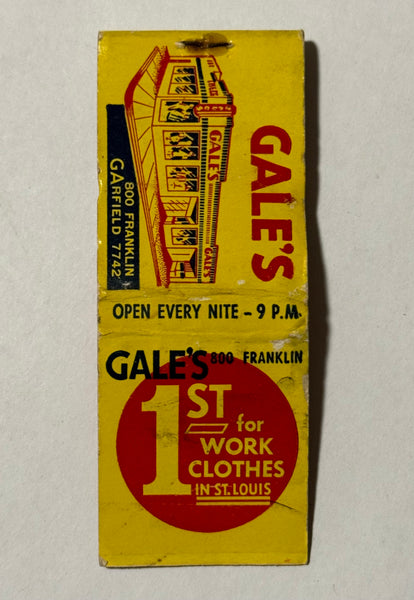 GALE'S
GALE'S
GALE'S
800 FRANKLIN
GARFIELD 7742
OPEN EVERY NITE - 9 P.M.
GALE'S 800 FRANKLIN
1ST
for
WORK
CLOTHES
IN ST. LOUIS